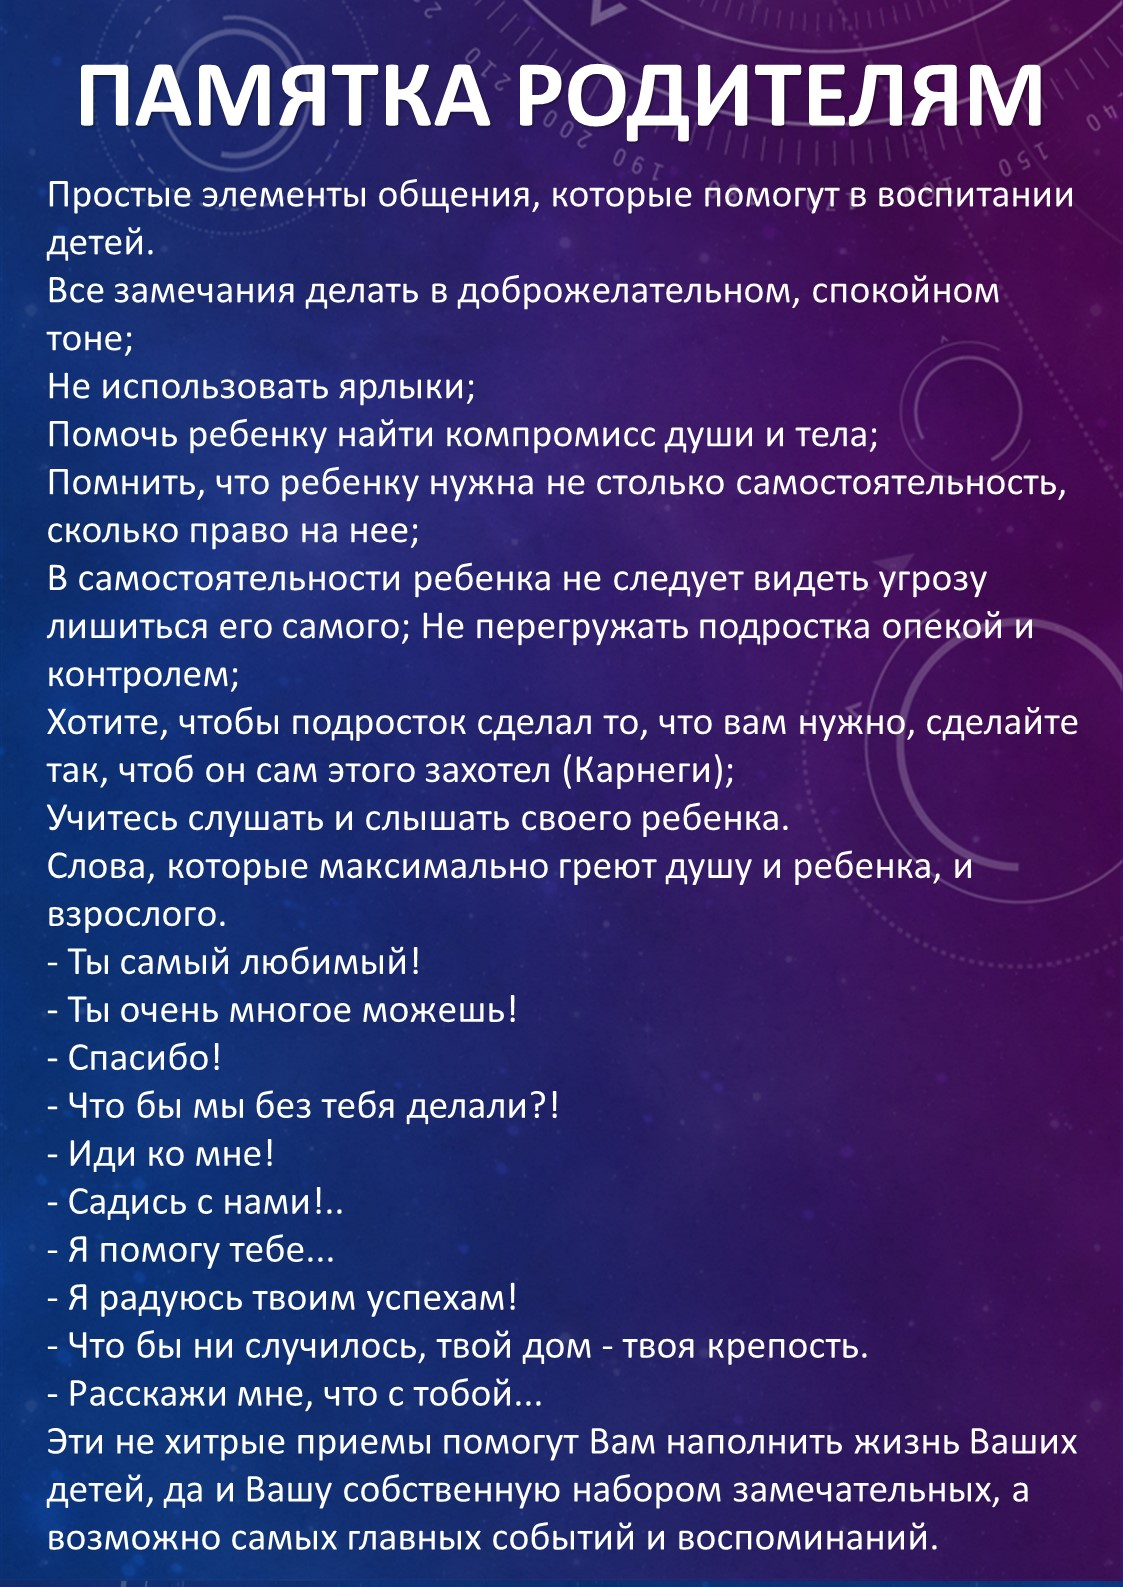 ПАМЯТКА РОДИТЕЛЯМ
Простые элементы общения, которые помогут в воспитании
детей.
Все замечания делать в доброжелательном, спокойном
тоне;
Не использовать ярлыки;
Помочь ребенку найти компромисс души и тела;
Помнить, что ребенку нужна не столько самостоятельность,
сколько право на нее;
В самостоятельности ребенка не следует видеть угрозу
лишиться его самого; Не перегружать подростка опекой и
контролем;
Хотите, чтобы подросток сделал то, что вам нужно, сделайте
так, чтоб он сам этого захотел (Карнеги);
Учитесь слушать и слышать своего ребенка.
Слова, которые максимально греют душу и ребенка, и
взрослого.
- Ты самый любимый!
- Ты очень многое можешь!
- Спасибо!
- Что бы мы без тебя делали?!
- Иди ко мне!
- Садись с нами!..
- Я помогу тебе...
- Я радуюсь твоим успехам!
- Что бы ни случилось, твой дом - твоя крепость.
- Расскажи мне, что с тобой...
Эти не хитрые приемы помогут Вам наполнить жизнь Ваших
детей, да и Вашу собственную набором замечательных, а
возможно самых главных событий и воспоминаний.
210
200
190
170
150